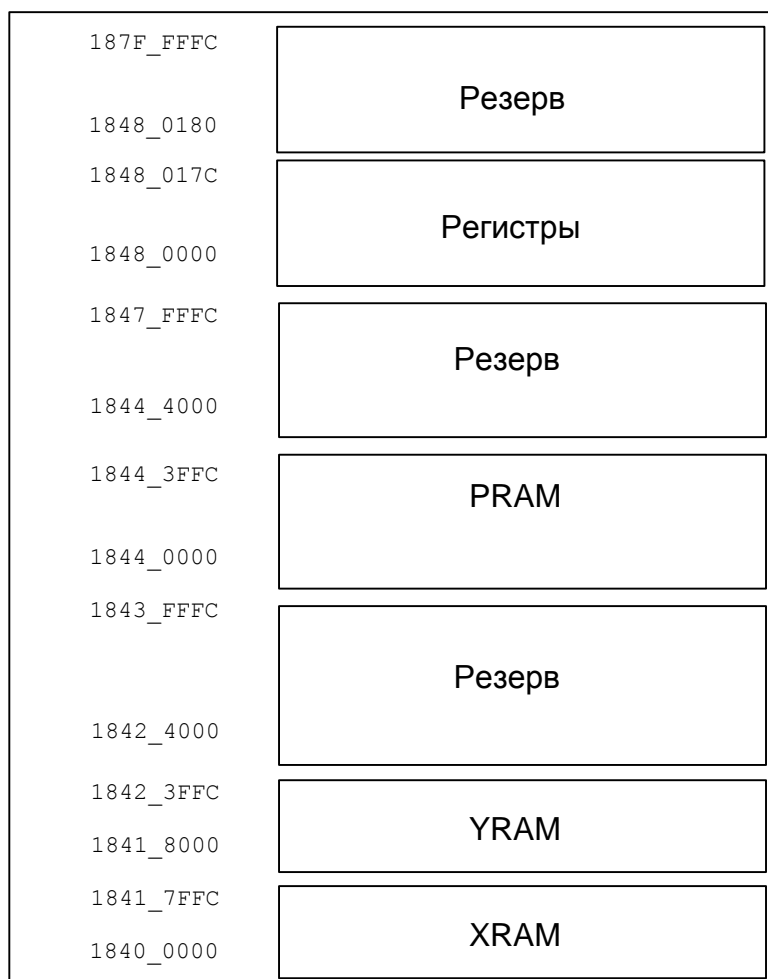 187F_FFFC
Резерв
1848_0180
1848_017C
Регистры
1848_0000
1847_FFFC
Резерв
1844_4000
1844_3FFC
PRAM
1844_0000
1843_FFFC
Резерв
1842_4000
1842_3FFC
YRAM
1841_8000
1841_7FFC
XRAM
1840_0000